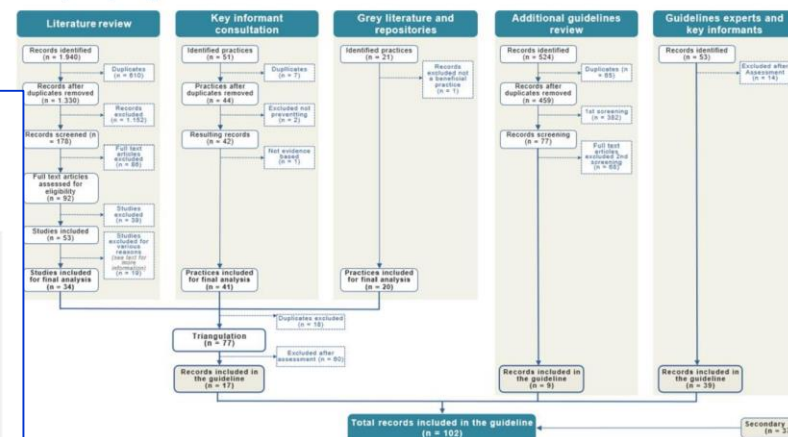 Literature review
Records identified
(n = 1.940)
Duplicates
(n = 610)
Records after
duplicates removed
(n = 1.330)
Records
excluded
(n = 1.152)
Records screened (n
= 178)
Full text
articles
excluded
(n = 86)
Full text articles
assessed for
eligibility
(n = 92)
Studies
excluded
(n = 39)
Studies included
(n = 53)
Studies
excluded for
various
reasons
(see text for
more
information)
(n = 19)
Studies included
for final analysis
(n = 34)
Key informant
consultation
Identified practices
(n = 51)
Duplicates
(n = 7)
Practices after
duplicates removed
(n = 44)
Excluded not
preventing
(n = 2)
Resulting records
(n = 42)
Not evidence
based
(n = 1)
Practices included
for final analysis
(n = 41)
Grey literature and
repositories
Identified practices
(n = 21)
Records
excluded not
a beneficial
practice
(n = 1)
Practices included
for final analysis
(n = 20)
Duplicates excluded
(n = 18)
Triangulation
(n = 77)
Excluded after
assessment (n = 60)
Records included in
the guideline
(n = 17)
Additional guidelines
review
Records identified
(n = 524)
Duplicates (n
= 65)
Records after
duplicates removed
(n = 459)
1st screening
(n = 382)
Records screening
(n = 77)
Full text
articles
excluded 2nd
screening
(n = 68)
Records included in
the guideline
(n = 9)
Guidelines experts and
key informants
Records identified
(n = 53)
Excluded after
Assessment
(n = 14)
Records included in
the guideline
(n = 39)
Total records included in the guideline
(n = 102)
Secondary